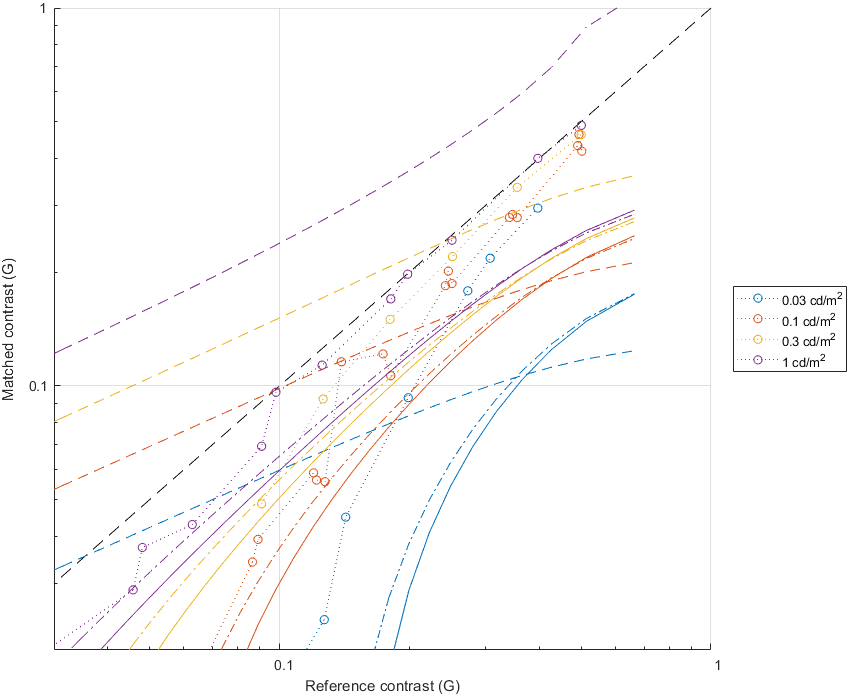 1
Matched contrast (G)
0.1
0.03 cd/m²
0.1 cd/m²
0.3 cd/m²
1 cd/m²
0.1
1
Reference contrast (G)